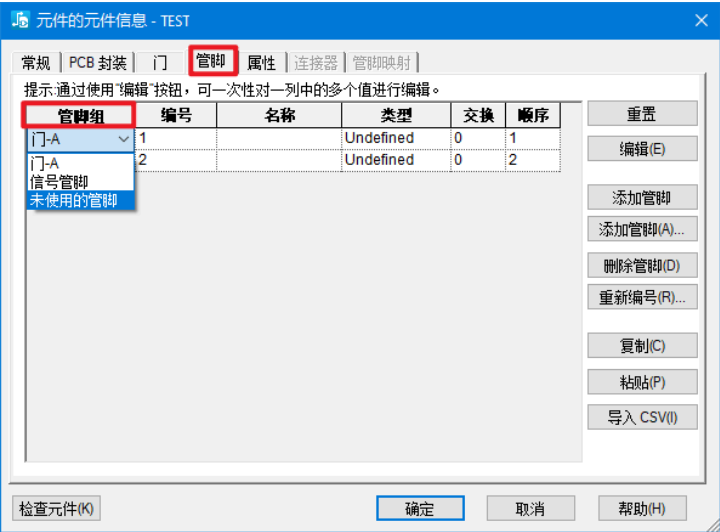 元件的元件信息 - TEST
常规 PCB 封装 门 管脚 属性 连接器 管脚映射
提示:通过使用"编辑"按钮，可一次性对一列中的多个值进行编辑。
管脚组 编号 名称 类型 交换 顺序
门-A 1 Undefined 0 1
门-A 2 Undefined 0 2
信号管脚
未使用的管脚
重置
编辑(E)
添加管脚
添加管脚(A)...
删除管脚(D)
重新编号(R)...
复制(C)
粘贴(P)
导入 CSV(I)
检查元件(K) 确定 取消 帮助(H)